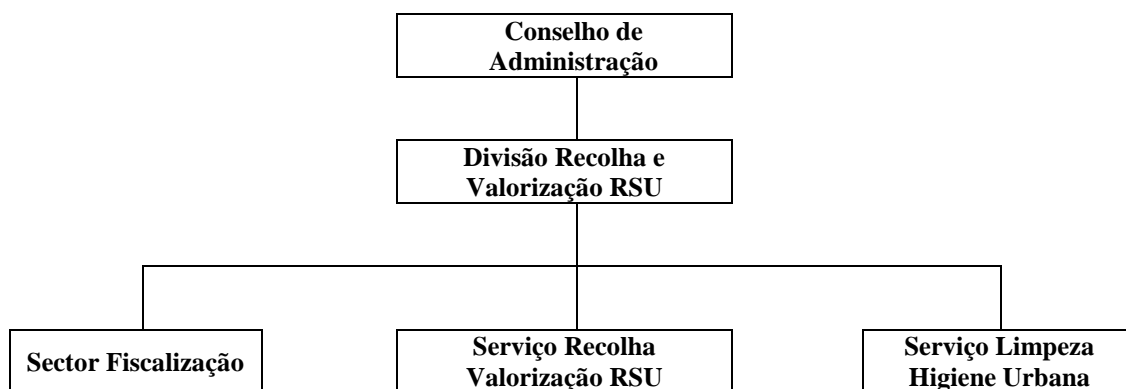 Conselho de
Administração
Divisão Recolha e
Valorização RSU
Sector Fiscalização
Serviço Recolha
Valorização RSU
Serviço Limpeza
Higiene Urbana